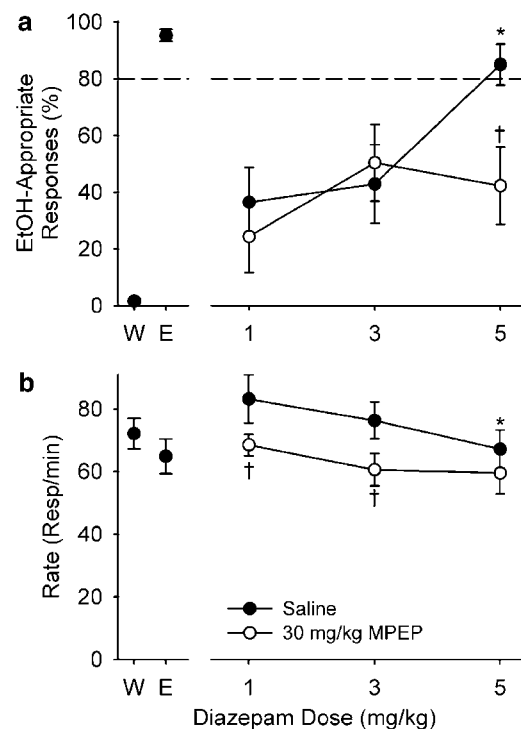 a
EtOH-Appropriate
Responses (%)
100
80
60
40
20
0
*
†
W E 1 3 5
b
Rate (Resp/min)
80
60
40
20
0
*
† †
Saline
30 mg/kg MPEP
W E 1 3 5
Diazepam Dose (mg/kg)